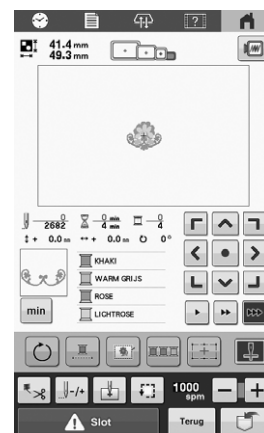 41.4 mm
49.3 mm
0
2682
0 min
4 min
0
4
+ 0.0 mm
+ 0.0 mm
0°
KHAKI
WARM GRIJS
ROSE
LICHTROSE
min
-/+
1000
spm
- +
Slot
Terug